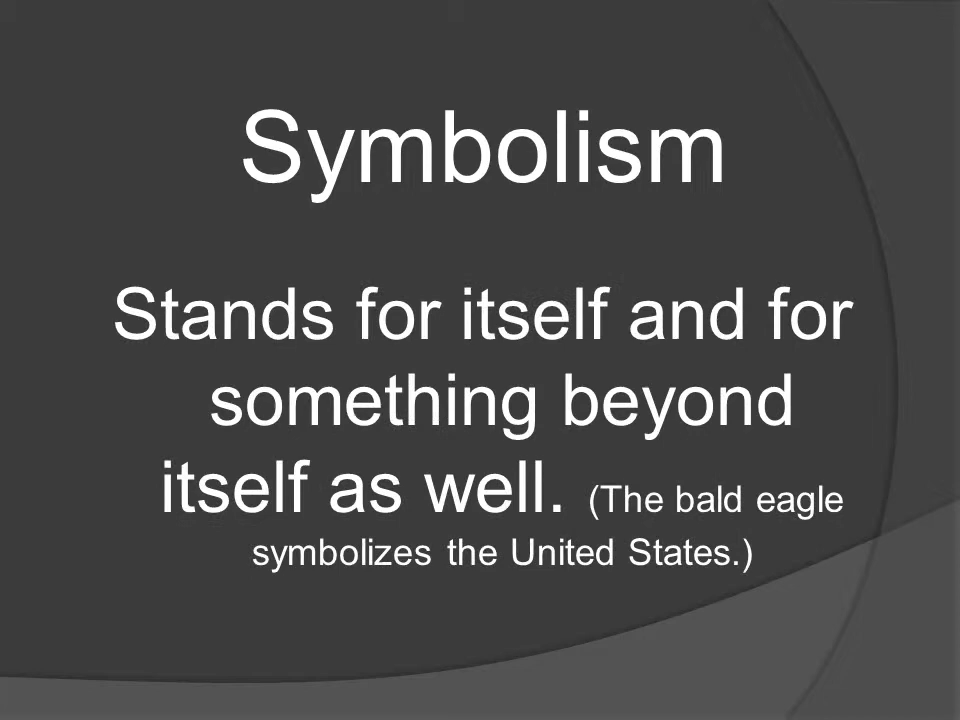 Symbolism
Stands for itself and for
something beyond
itself as well. (The bald eagle
symbolizes the United States.)